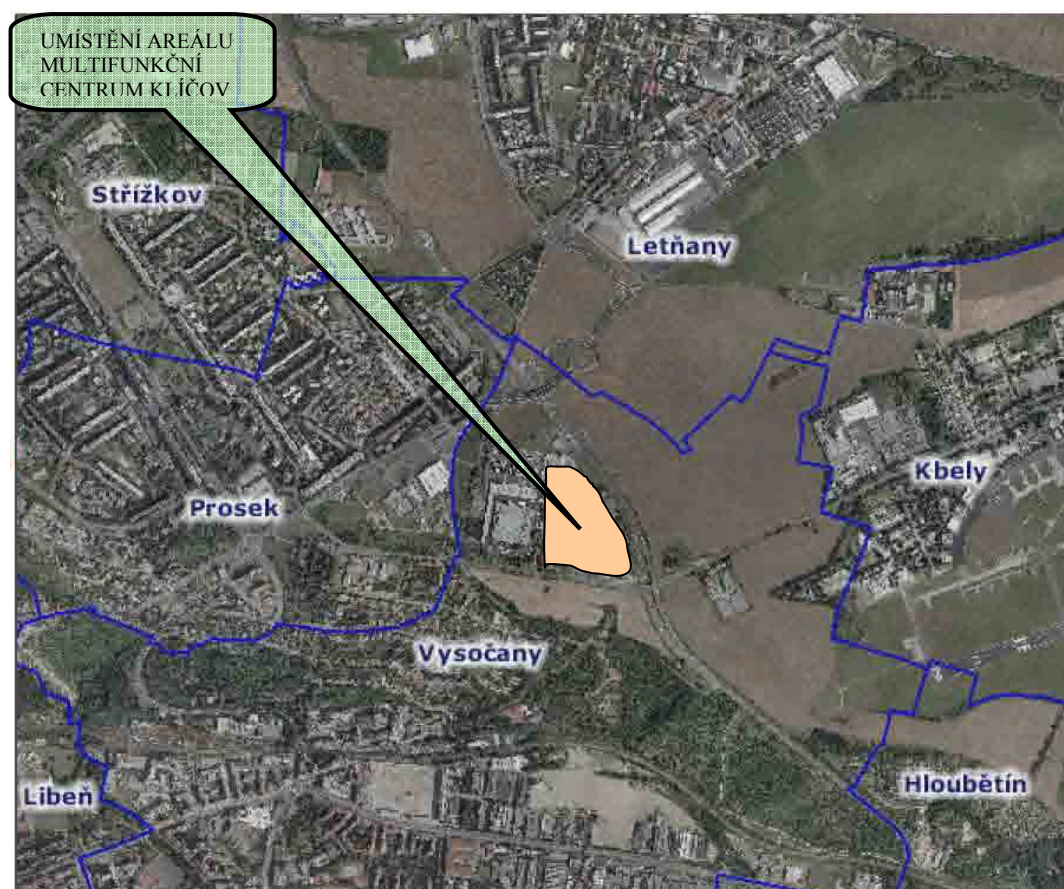 UMÍSTĚNÍ AREÁLU
MULTIFUNKČNÍ
CENTRUM KLÍČOV
Střížkov
Letňany
Kbely
Prosek
Vysočany
Hloubětín
Libeň